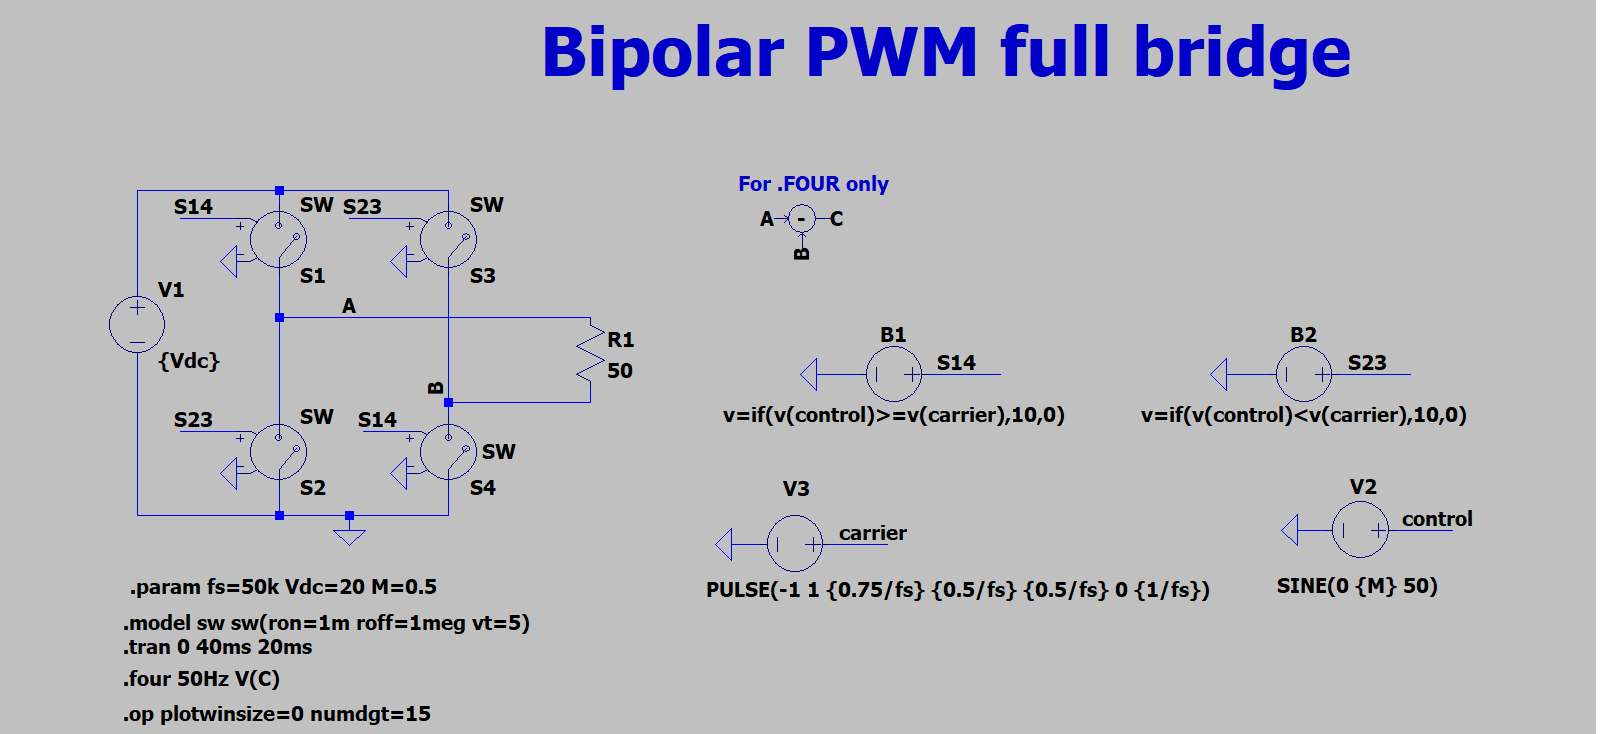 Bipolar PWM full bridge
For .FOUR only
S14
SW
S23
SW
A
-
C
B
S1
S3
V1
A
{Vdc}
R1
50
B
B1
S14
v=if(v(control)>=v(carrier),10,0)
B2
S23
v=if(v(control)<v(carrier),10,0)
S23
SW
S14
SW
S2
S4
V3
carrier
PULSE(-1 1 {0.75/fs} {0.5/fs} {0.5/fs} 0 {1/fs})
V2
control
SINE(0 {M} 50)
.param fs=50k Vdc=20 M=0.5
.model sw sw(ron=1m roff=1meg vt=5)
.tran 0 40ms 20ms
.four 50Hz V(C)
.op plotwinsize=0 numdgt=15